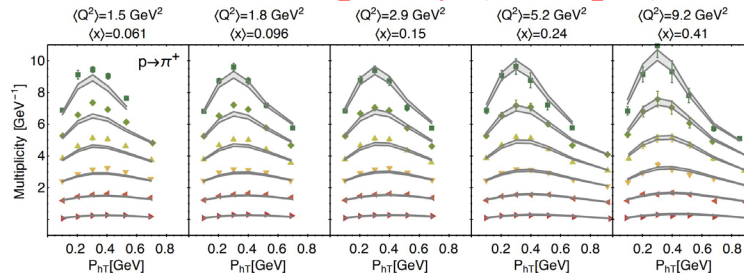 ⟨Q²⟩=1.5 GeV² ⟨Q²⟩=1.8 GeV² ⟨Q²⟩=2.9 GeV² ⟨Q²⟩=5.2 GeV² ⟨Q²⟩=9.2 GeV²
⟨x⟩=0.061 ⟨x⟩=0.096 ⟨x⟩=0.15 ⟨x⟩=0.24 ⟨x⟩=0.41
p→π⁺
Multiplicity [GeV⁻¹]
10
8
6
4
2
0.2 0.4 0.6 0.8 0.2 0.4 0.6 0.8 0.2 0.4 0.6 0.8 0.2 0.4 0.6 0.8 0.2 0.4 0.6 0.8
P_hT[GeV] P_hT[GeV] P_hT[GeV] P_hT[GeV] P_hT[GeV]